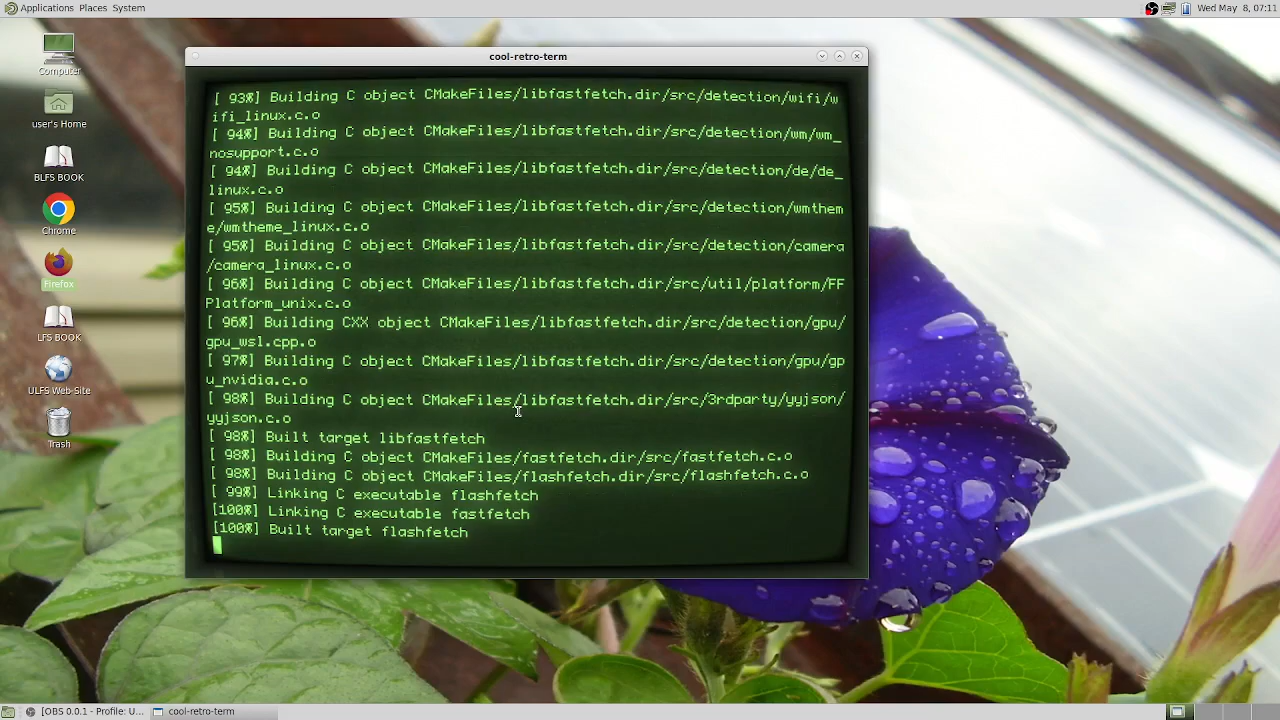 Applications Places System
Wed May 8, 07:11
Computer
user's Home
BLFS BOOK
Chrome
Firefox
LFS BOOK
ULFS Web-Site
Trash
cool-retro-term
[ 93%] Building C object CMakeFiles/libfastfetch.dir/src/detection/wifi/w
ifi_linux.c.o
[ 94%] Building C object CMakeFiles/libfastfetch.dir/src/detection/wm/wm_
nosupport.c.o
[ 94%] Building C object CMakeFiles/libfastfetch.dir/src/detection/de/de_
linux.c.o
[ 95%] Building C object CMakeFiles/libfastfetch.dir/src/detection/wmthem
e/wmtheme_linux.c.o
[ 95%] Building C object CMakeFiles/libfastfetch.dir/src/detection/camera
/camera_linux.c.o
[ 96%] Building C object CMakeFiles/libfastfetch.dir/src/util/platform/FF
Platform_unix.c.o
[ 96%] Building CXX object CMakeFiles/libfastfetch.dir/src/detection/gpu/
gpu_wsl.cpp.o
[ 97%] Building C object CMakeFiles/libfastfetch.dir/src/detection/gpu/gp
u_nvidia.c.o
[ 98%] Building C object CMakeFiles/libfastfetch.dir/src/3rdparty/yyjson/
yyjson.c.o
[ 98%] Built target libfastfetch
[ 98%] Building C object CMakeFiles/fastfetch.dir/src/fastfetch.c.o
[ 98%] Building C object CMakeFiles/flashfetch.dir/src/flashfetch.c.o
[ 99%] Linking C executable flashfetch
[100%] Linking C executable fastfetch
[100%] Built target flashfetch
[OBS 0.0.1 - Profile: U...
cool-retro-term